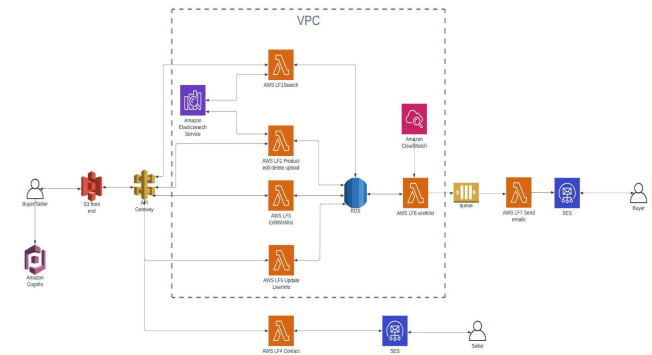 VPC
AWS LF1Search
Amazon
Elasticsearch
Service
Amazon
CloudWatch
AWS LF2 Product
edit delete upload
Buyer/Seller
S3 front
end
API
Gateway
AWS LF3
EditWishlist
RDS
AWS LF6 wishlist
queue
AWS LF7 Send
emails
SES
Buyer
Amazon
Cognito
AWS LF5 Update
UserInfo
AWS LF4 Contact
SES
Seller